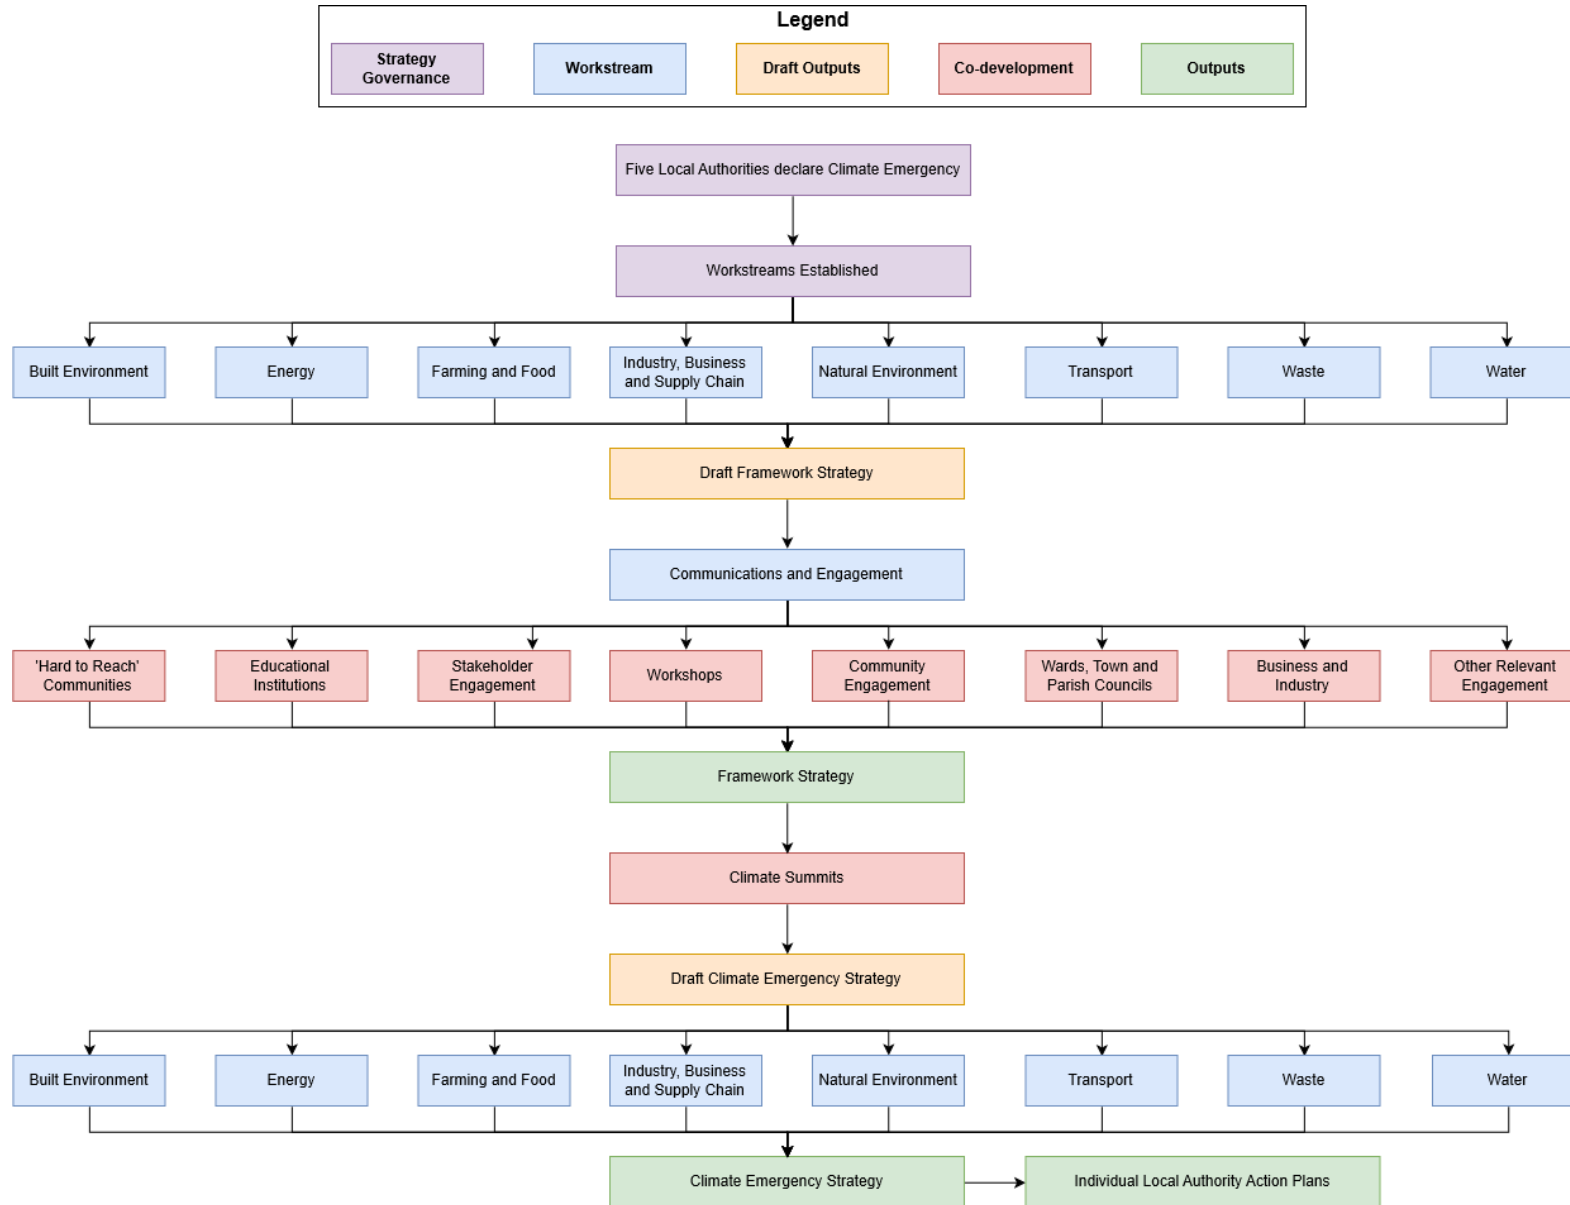 Legend
Strategy
Governance
Workstream
Draft Outputs
Co-development
Outputs
Five Local Authorities declare Climate Emergency
Workstreams Established
Built Environment
Energy
Farming and Food
Industry, Business
and Supply Chain
Natural Environment
Transport
Waste
Water
Draft Framework Strategy
Communications and Engagement
'Hard to Reach'
Communities
Educational
Institutions
Stakeholder
Engagement
Workshops
Community
Engagement
Wards, Town and
Parish Councils
Business and
Industry
Other Relevant
Engagement
Framework Strategy
Climate Summits
Draft Climate Emergency Strategy
Built Environment
Energy
Farming and Food
Industry, Business
and Supply Chain
Natural Environment
Transport
Waste
Water
Climate Emergency Strategy
Individual Local Authority Action Plans